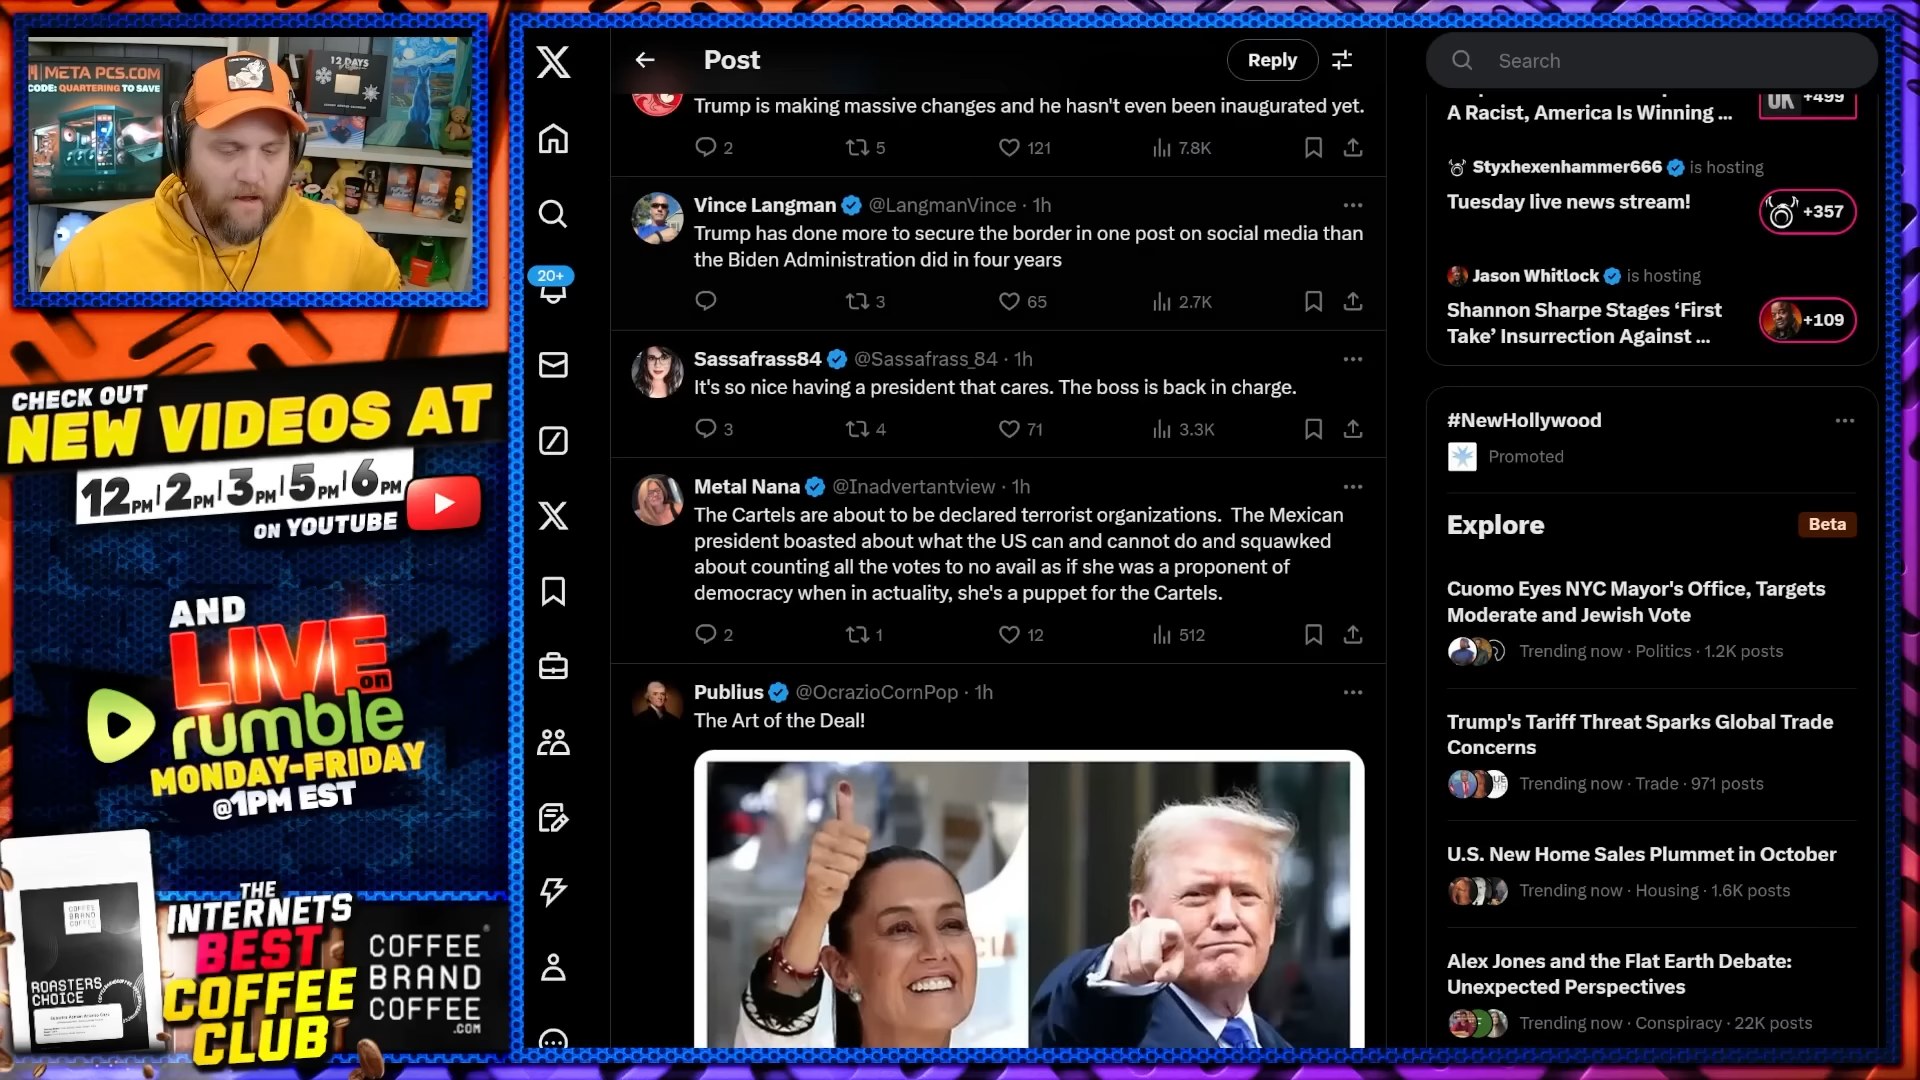 META PCS.COM
CODE: QUARTERING TO SAVE
12 DAYS
CHECK OUT
NEW VIDEOS AT
12PM | 2PM | 3PM | 5PM | 6PM
ON YOUTUBE
AND
LIVE on
rumble
MONDAY-FRIDAY
@1PM EST
COFFEE
BRAND
COFFEE
ROASTERS
CHOICE
THE
INTERNETS
BEST
COFFEE
CLUB
COFFEE
BRAND
COFFEE
.COM
20+
Post
Reply
Trump is making massive changes and he hasn't even been inaugurated yet.
2 5 121 7.8K
Vince Langman @LangmanVince · 1h
Trump has done more to secure the border in one post on social media than
the Biden Administration did in four years
3 65 2.7K
Sassafrass84 @Sassafrass_84 · 1h
It's so nice having a president that cares. The boss is back in charge.
3 4 71 3.3K
Metal Nana @Inadvertantview · 1h
The Cartels are about to be declared terrorist organizations. The Mexican
president boasted about what the US can and cannot do and squawked
about counting all the votes to no avail as if she was a proponent of
democracy when in actuality, she's a puppet for the Cartels.
2 1 12 512
Publius @OcrazioCornPop · 1h
The Art of the Deal!
Search
A Racist, America Is Winning ...
UK +499
Styxhexenhammer666 is hosting
Tuesday live news stream!
+357
Jason Whitlock is hosting
Shannon Sharpe Stages ‘First
Take’ Insurrection Against ...
+109
#NewHollywood
Promoted
Explore
Beta
Cuomo Eyes NYC Mayor's Office, Targets
Moderate and Jewish Vote
Trending now · Politics · 1.2K posts
Trump's Tariff Threat Sparks Global Trade
Concerns
Trending now · Trade · 971 posts
U.S. New Home Sales Plummet in October
Trending now · Housing · 1.6K posts
Alex Jones and the Flat Earth Debate:
Unexpected Perspectives
Trending now · Conspiracy · 22K posts